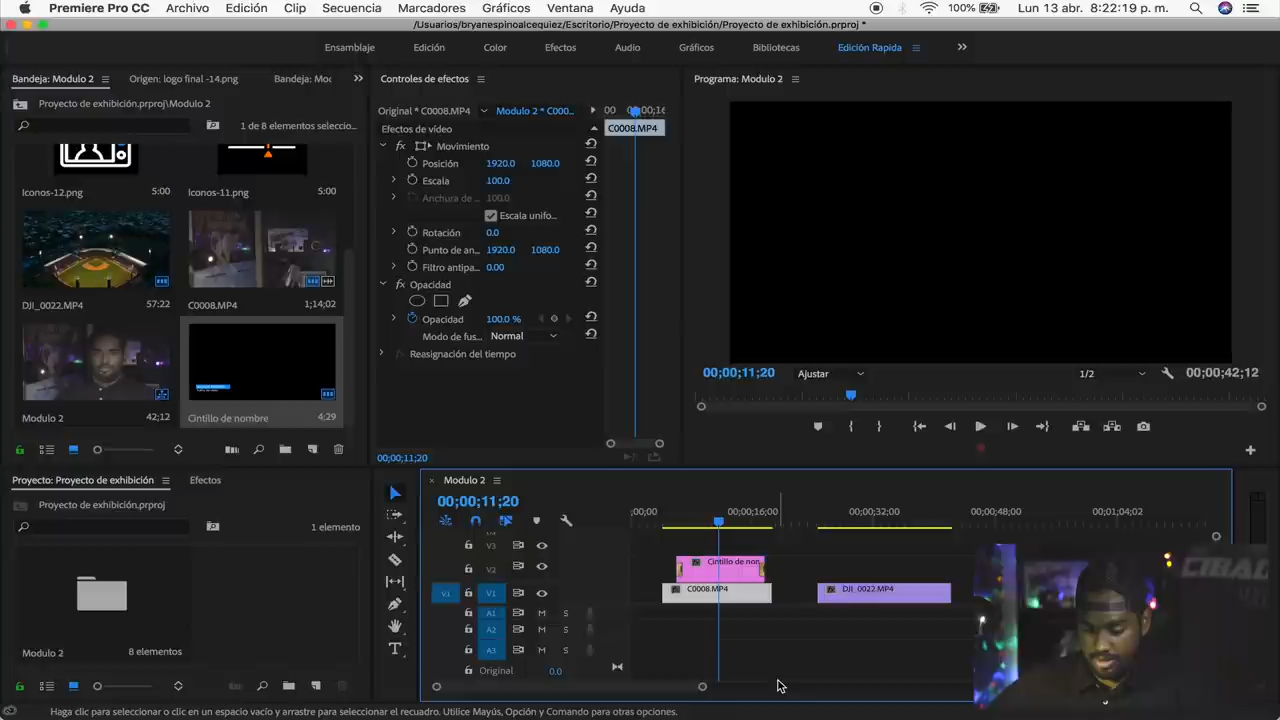 Premiere Pro CC Archivo Edición Clip Secuencia Marcadores Gráficos Ventana Ayuda 100% Lun 13 abr. 8:22:19 p. m.
/Usuarios/bryanespinoalcequiez/Escritorio/Proyecto de exhibición/Proyecto de exhibición.prproj *
Ensamblaje Edición Color Efectos Audio Gráficos Bibliotecas Edición Rapida
Bandeja: Modulo 2 Origen: logo final -14.png Bandeja: Moc
Proyecto de exhibición.prproj\Modulo 2
1 de 8 elementos seleccio...
Iconos-12.png 5:00 Iconos-11.png 5:00
DJI_0022.MP4 57:22 C0008.MP4 1;14;02
Modulo 2 42;12 Cintillo de nombre 4;29
Controles de efectos
Original * C0008.MP4 Modulo 2 * C000... 00 00;00;16
Efectos de vídeo C0008.MP4
fx Movimiento
Posición 1920.0 1080.0
Escala 100.0
Anchura de ... 100.0
Escala unifo...
Rotación 0.0
Punto de an... 1920.0 1080.0
Filtro antipa... 0.00
fx Opacidad
Opacidad 100.0 %
Modo de fus... Normal
Reasignación del tiempo
00;00;11;20
Programa: Modulo 2
00;00;11;20 Ajustar 1/2 00;00;42;12
Proyecto: Proyecto de exhibición Efectos
Proyecto de exhibición.prproj
1 elemento
Modulo 2 8 elementos
Modulo 2
00;00;11;20
;00;00 00;00;16;00 00;00;32;00 00;00;48;00 00;01;04;02
V3
V2 Cintillo de nom
V1 V1 C0008.MP4 DJI_0022.MP4
A1 M S
A2 M S
A3 M S
Original 0.0
CIBAO
Haga clic para seleccionar o clic en un espacio vacío y arrastre para seleccionar el recuadro. Utilice Mayús, Opción y Comando para otras opciones.